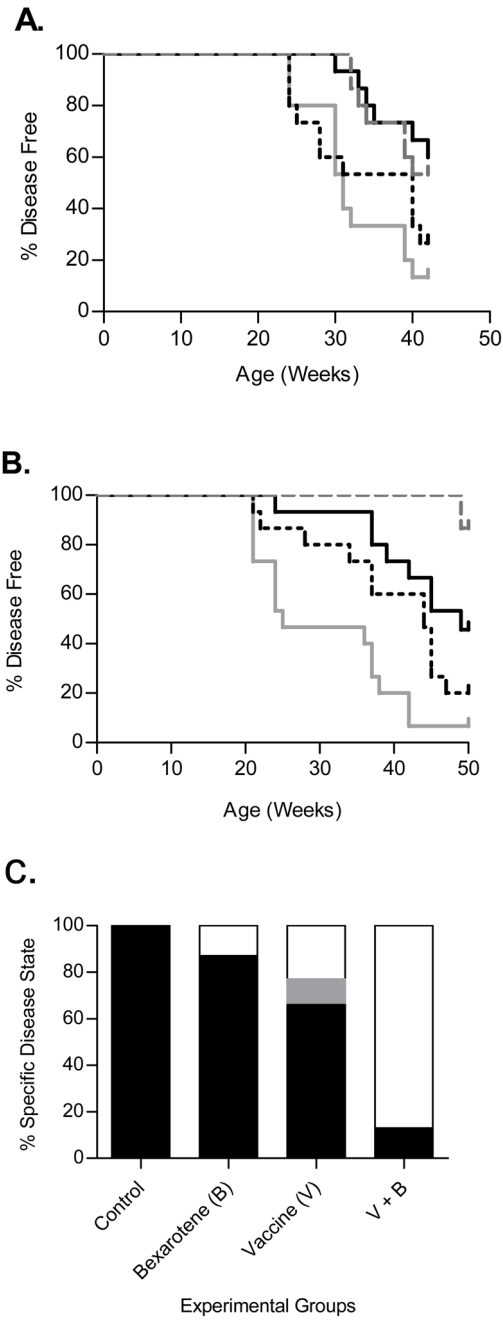 A.
% Disease Free
100
80
60
40
20
0
0 10 20 30 40 50
Age (Weeks)
B.
% Disease Free
100
80
60
40
20
0
0 10 20 30 40 50
Age (Weeks)
C.
% Specific Disease State
100
80
60
40
20
0
Control
Bexarotene (B)
Vaccine (V)
V + B
Experimental Groups